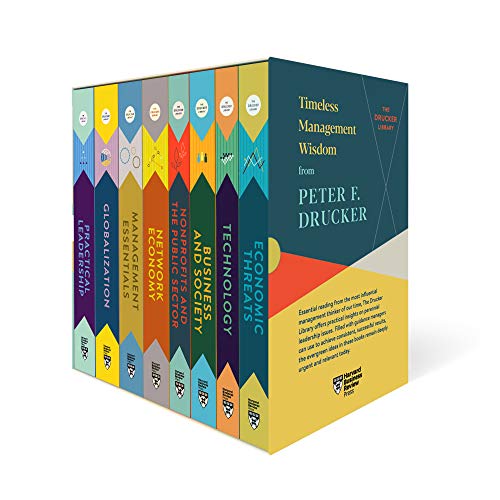 PRACTICAL
LEADERSHIP
GLOBALIZATION
MANAGEMENT
ESSENTIALS
NETWORK
ECONOMY
NONPROFITS AND
THE PUBLIC SECTOR
BUSINESS
AND SOCIETY
TECHNOLOGY
ECONOMIC
THREATS
Timeless
Management
Wisdom
from
PETER F.
DRUCKER
THE
DRUCKER
LIBRARY
Essential reading from the most influential
management thinker of our time, The Drucker
Library offers practical insights on personal
leadership issues. Filled with guidance managers
can use to achieve consistent, successful results,
the evergreen ideas in these books remain deeply
urgent and relevant today.
Harvard
Business
Review
Press